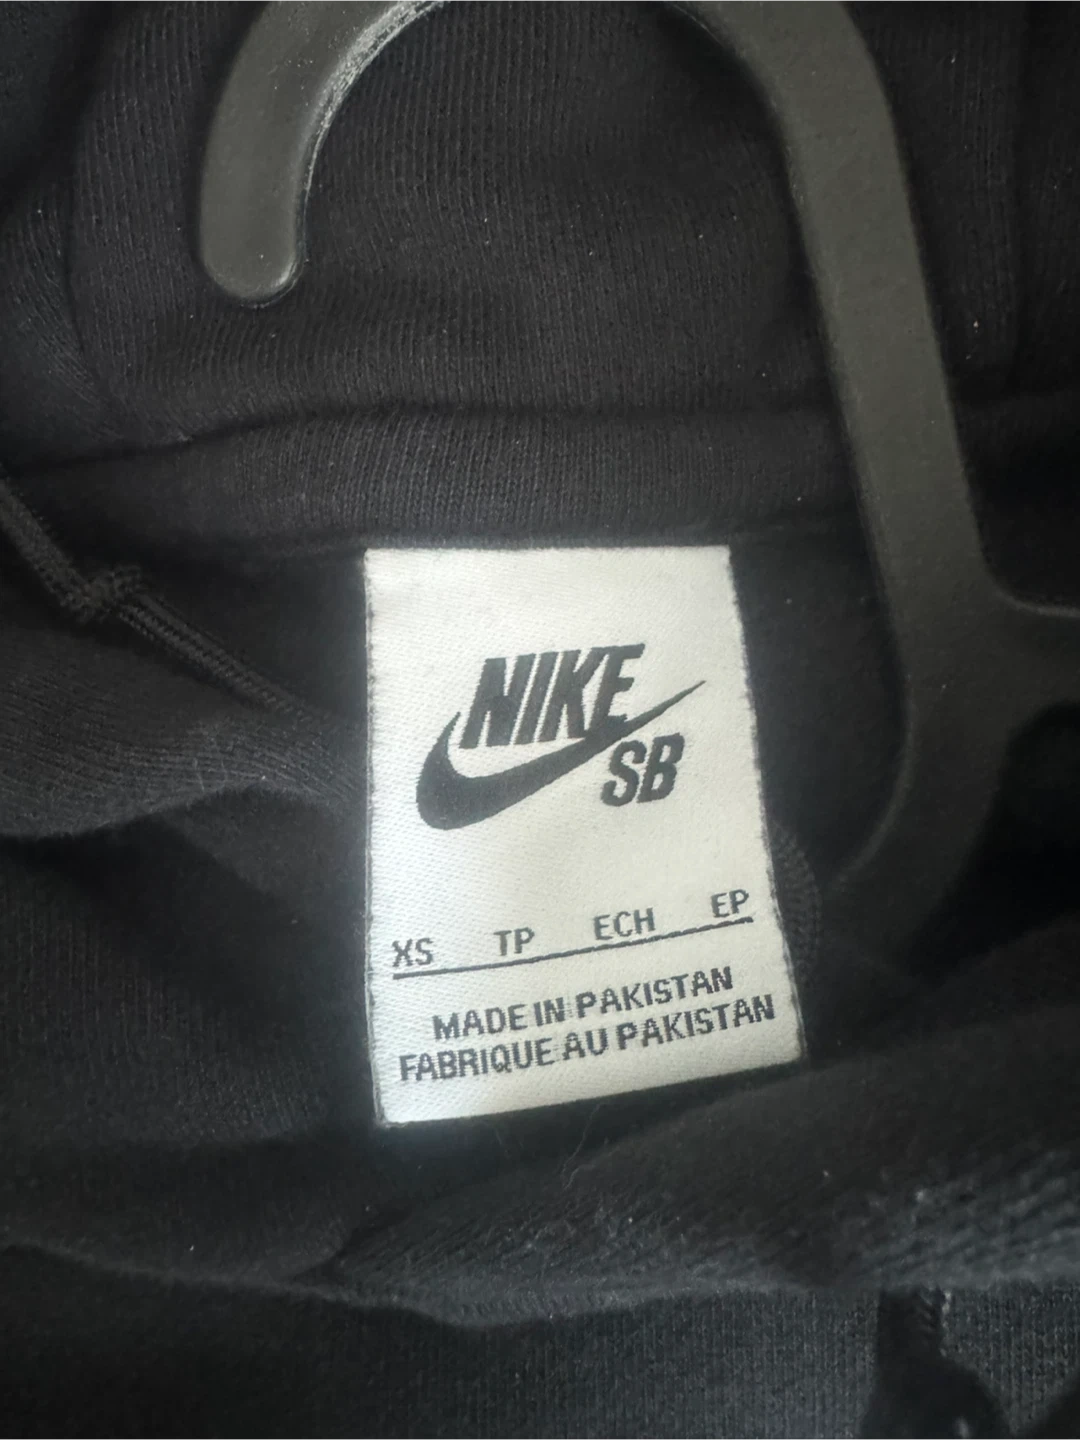 NIKE
SB
XS TP ECH EP
MADE IN PAKISTAN
FABRIQUE AU PAKISTAN